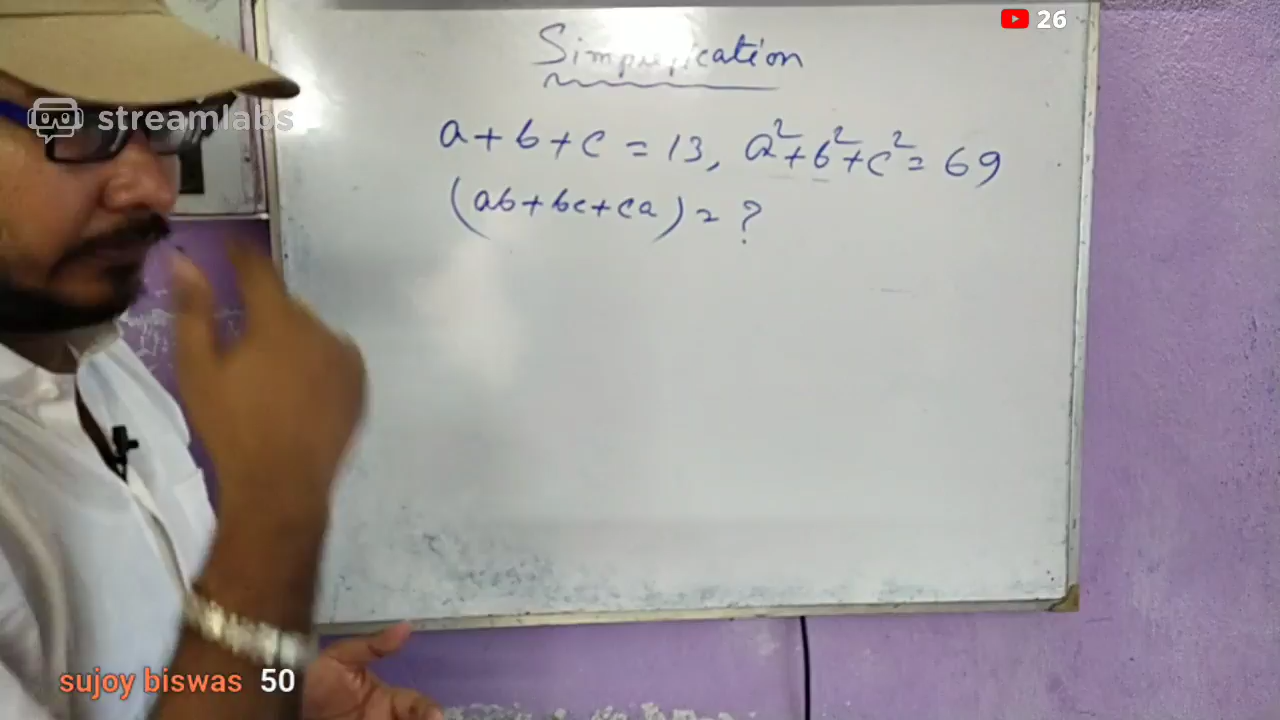 26
Simplification
streamlabs
a + b + c = 13, a² + b² + c² = 69
(ab + bc + ca) = ?
sujoy biswas 50